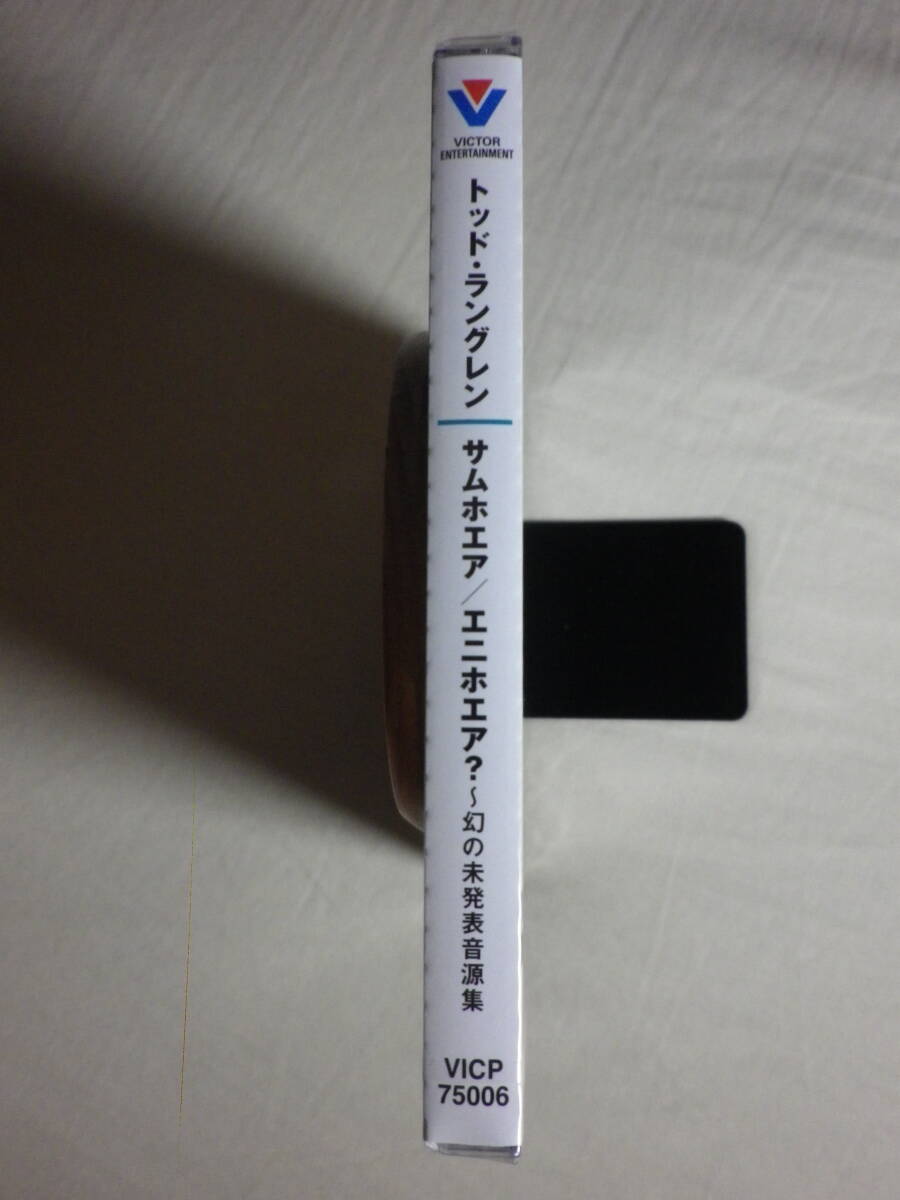 VICTOR
ENTERTAINMENT
トッド・ラングレン
サムホエア／エニホエア？～幻の未発表音源集
VICP
75006